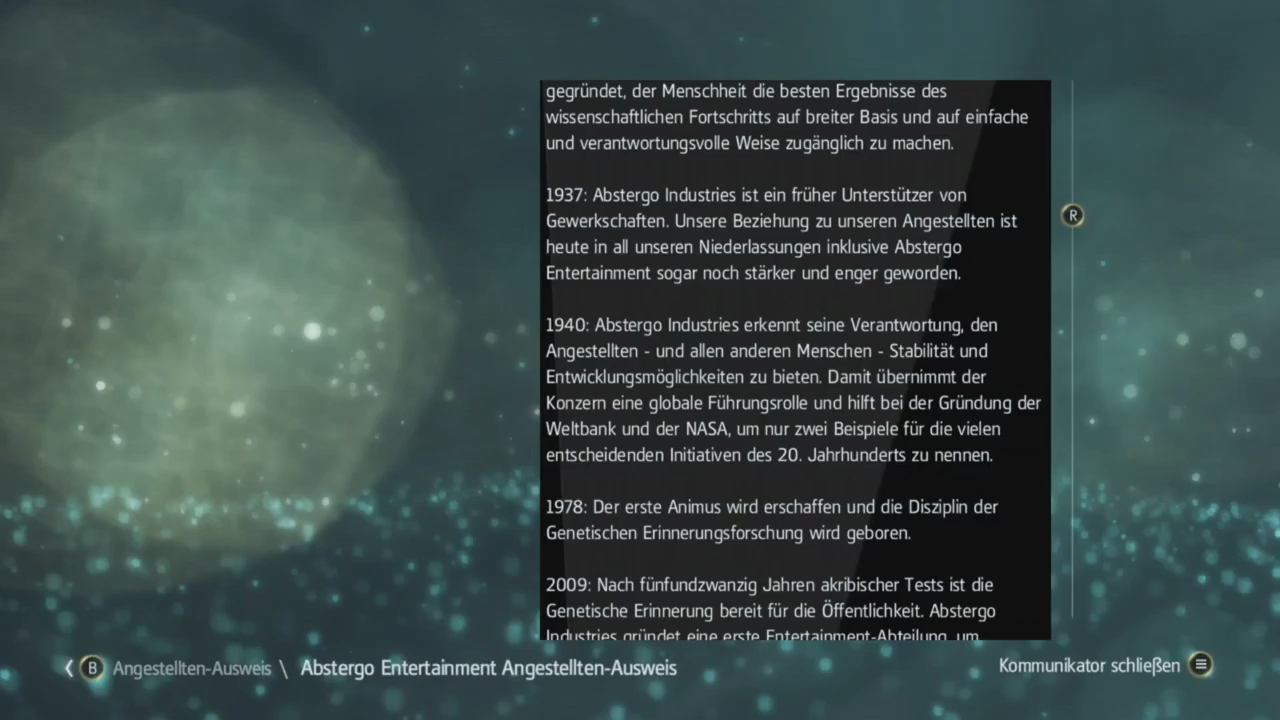 gegründet, der Menschheit die besten Ergebnisse des
wissenschaftlichen Fortschritts auf breiter Basis und auf einfache
und verantwortungsvolle Weise zugänglich zu machen.
1937: Abstergo Industries ist ein früher Unterstützer von
Gewerkschaften. Unsere Beziehung zu unseren Angestellten ist
heute in all unseren Niederlassungen inklusive Abstergo
Entertainment sogar noch stärker und enger geworden.
1940: Abstergo Industries erkennt seine Verantwortung, den
Angestellten - und allen anderen Menschen - Stabilität und
Entwicklungsmöglichkeiten zu bieten. Damit übernimmt der
Konzern eine globale Führungsrolle und hilft bei der Gründung der
Weltbank und der NASA, um nur zwei Beispiele für die vielen
entscheidenden Initiativen des 20. Jahrhunderts zu nennen.
1978: Der erste Animus wird erschaffen und die Disziplin der
Genetischen Erinnerungsforschung wird geboren.
2009: Nach fünfundzwanzig Jahren akribischer Tests ist die
Genetische Erinnerung bereit für die Öffentlichkeit. Abstergo
Industries gründet eine erste Entertainment-Abteilung, um
R
B Angestellten-Ausweis \ Abstergo Entertainment Angestellten-Ausweis
Kommunikator schließen